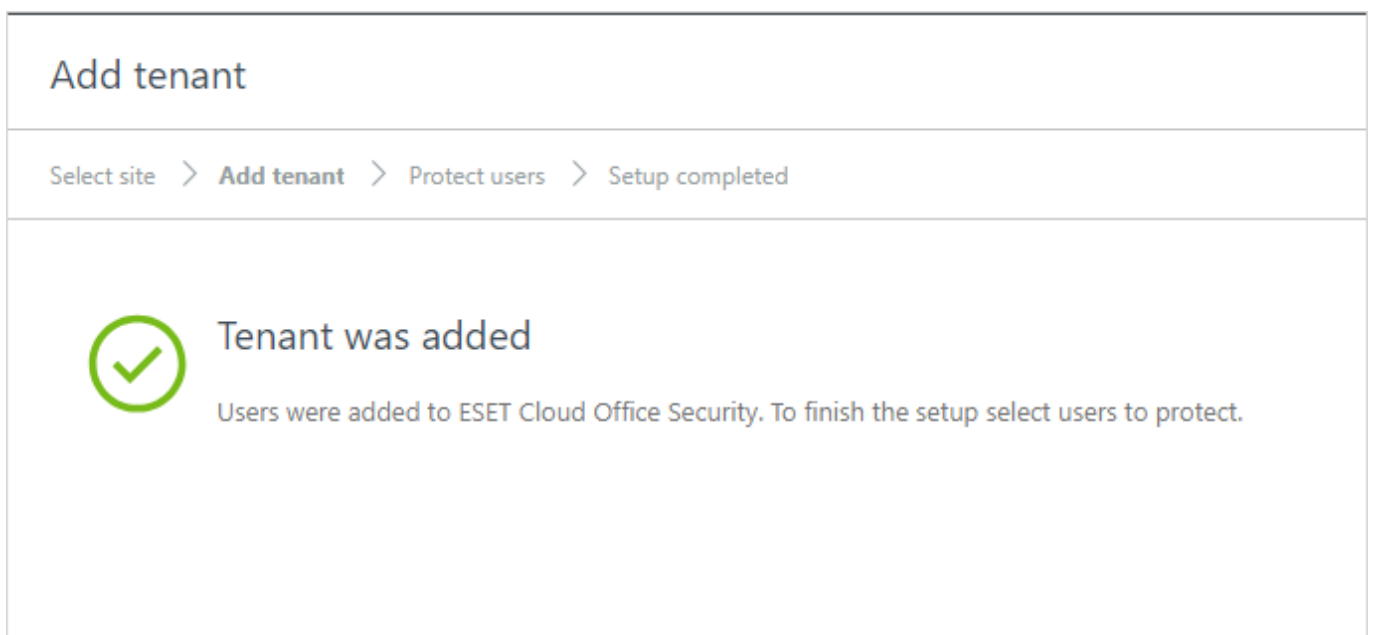 Add tenant
Select site > Add tenant > Protect users > Setup completed
Tenant was added
Users were added to ESET Cloud Office Security. To finish the setup select users to protect.